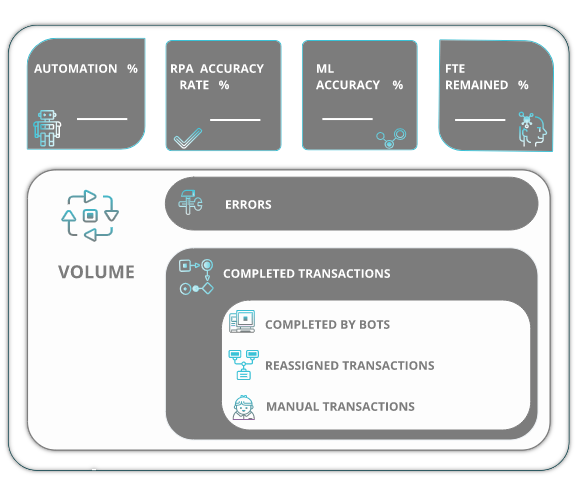 AUTOMATION %
RPA ACCURACY
RATE %
ML
ACCURACY %
FTE
REMAINED %
VOLUME
ERRORS
COMPLETED TRANSACTIONS
COMPLETED BY BOTS
REASSIGNED TRANSACTIONS
MANUAL TRANSACTIONS